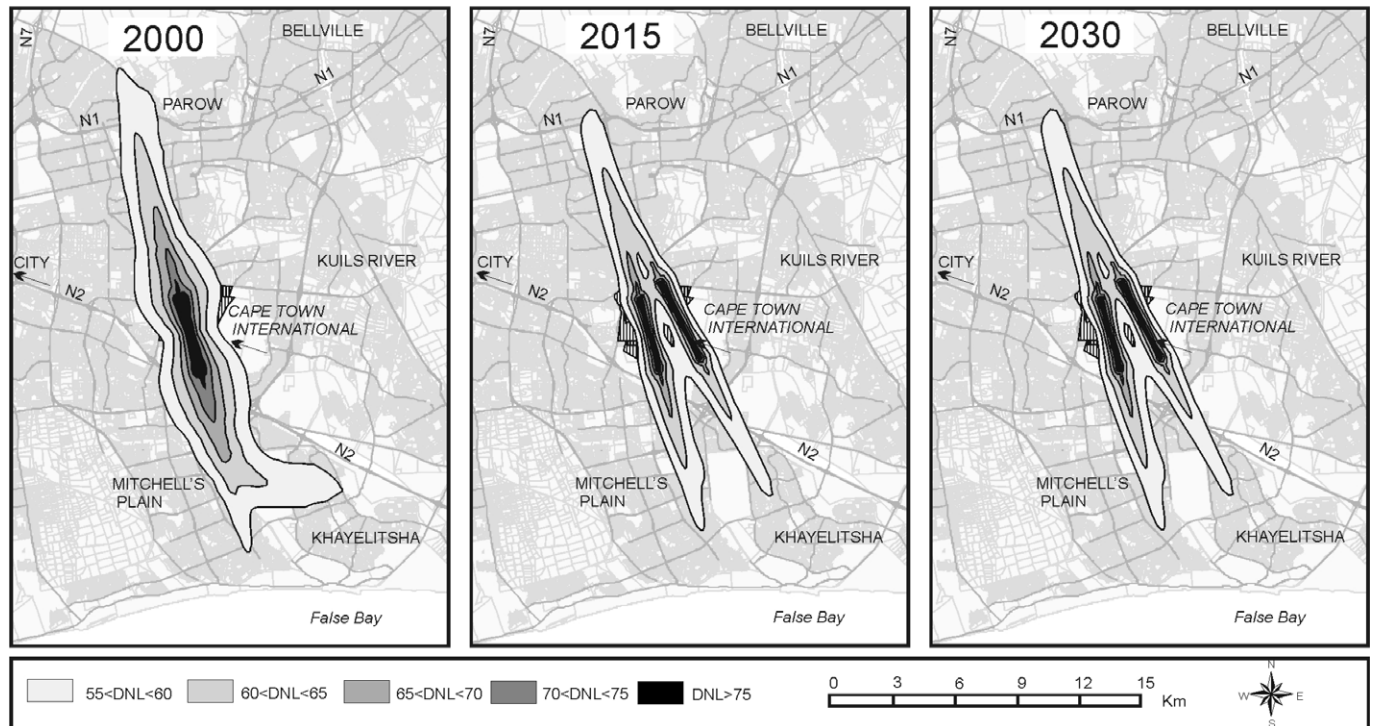 2000
N7
BELLVILLE
N1
PAROW
N1
KUILS RIVER
CITY
N2
CAPE TOWN
INTERNATIONAL
N2
MITCHELL'S
PLAIN
KHAYELITSHA
False Bay
2015
N7
BELLVILLE
N1
PAROW
N1
KUILS RIVER
CITY
N2
CAPE TOWN
INTERNATIONAL
N2
MITCHELL'S
PLAIN
KHAYELITSHA
False Bay
2030
N7
BELLVILLE
N1
PAROW
N1
KUILS RIVER
CITY
N2
CAPE TOWN
INTERNATIONAL
N2
MITCHELL'S
PLAIN
KHAYELITSHA
False Bay
55<DNL<60
60<DNL<65
65<DNL<70
70<DNL<75
DNL>75
0 3 6 9 12 15
Km
N
W E
S